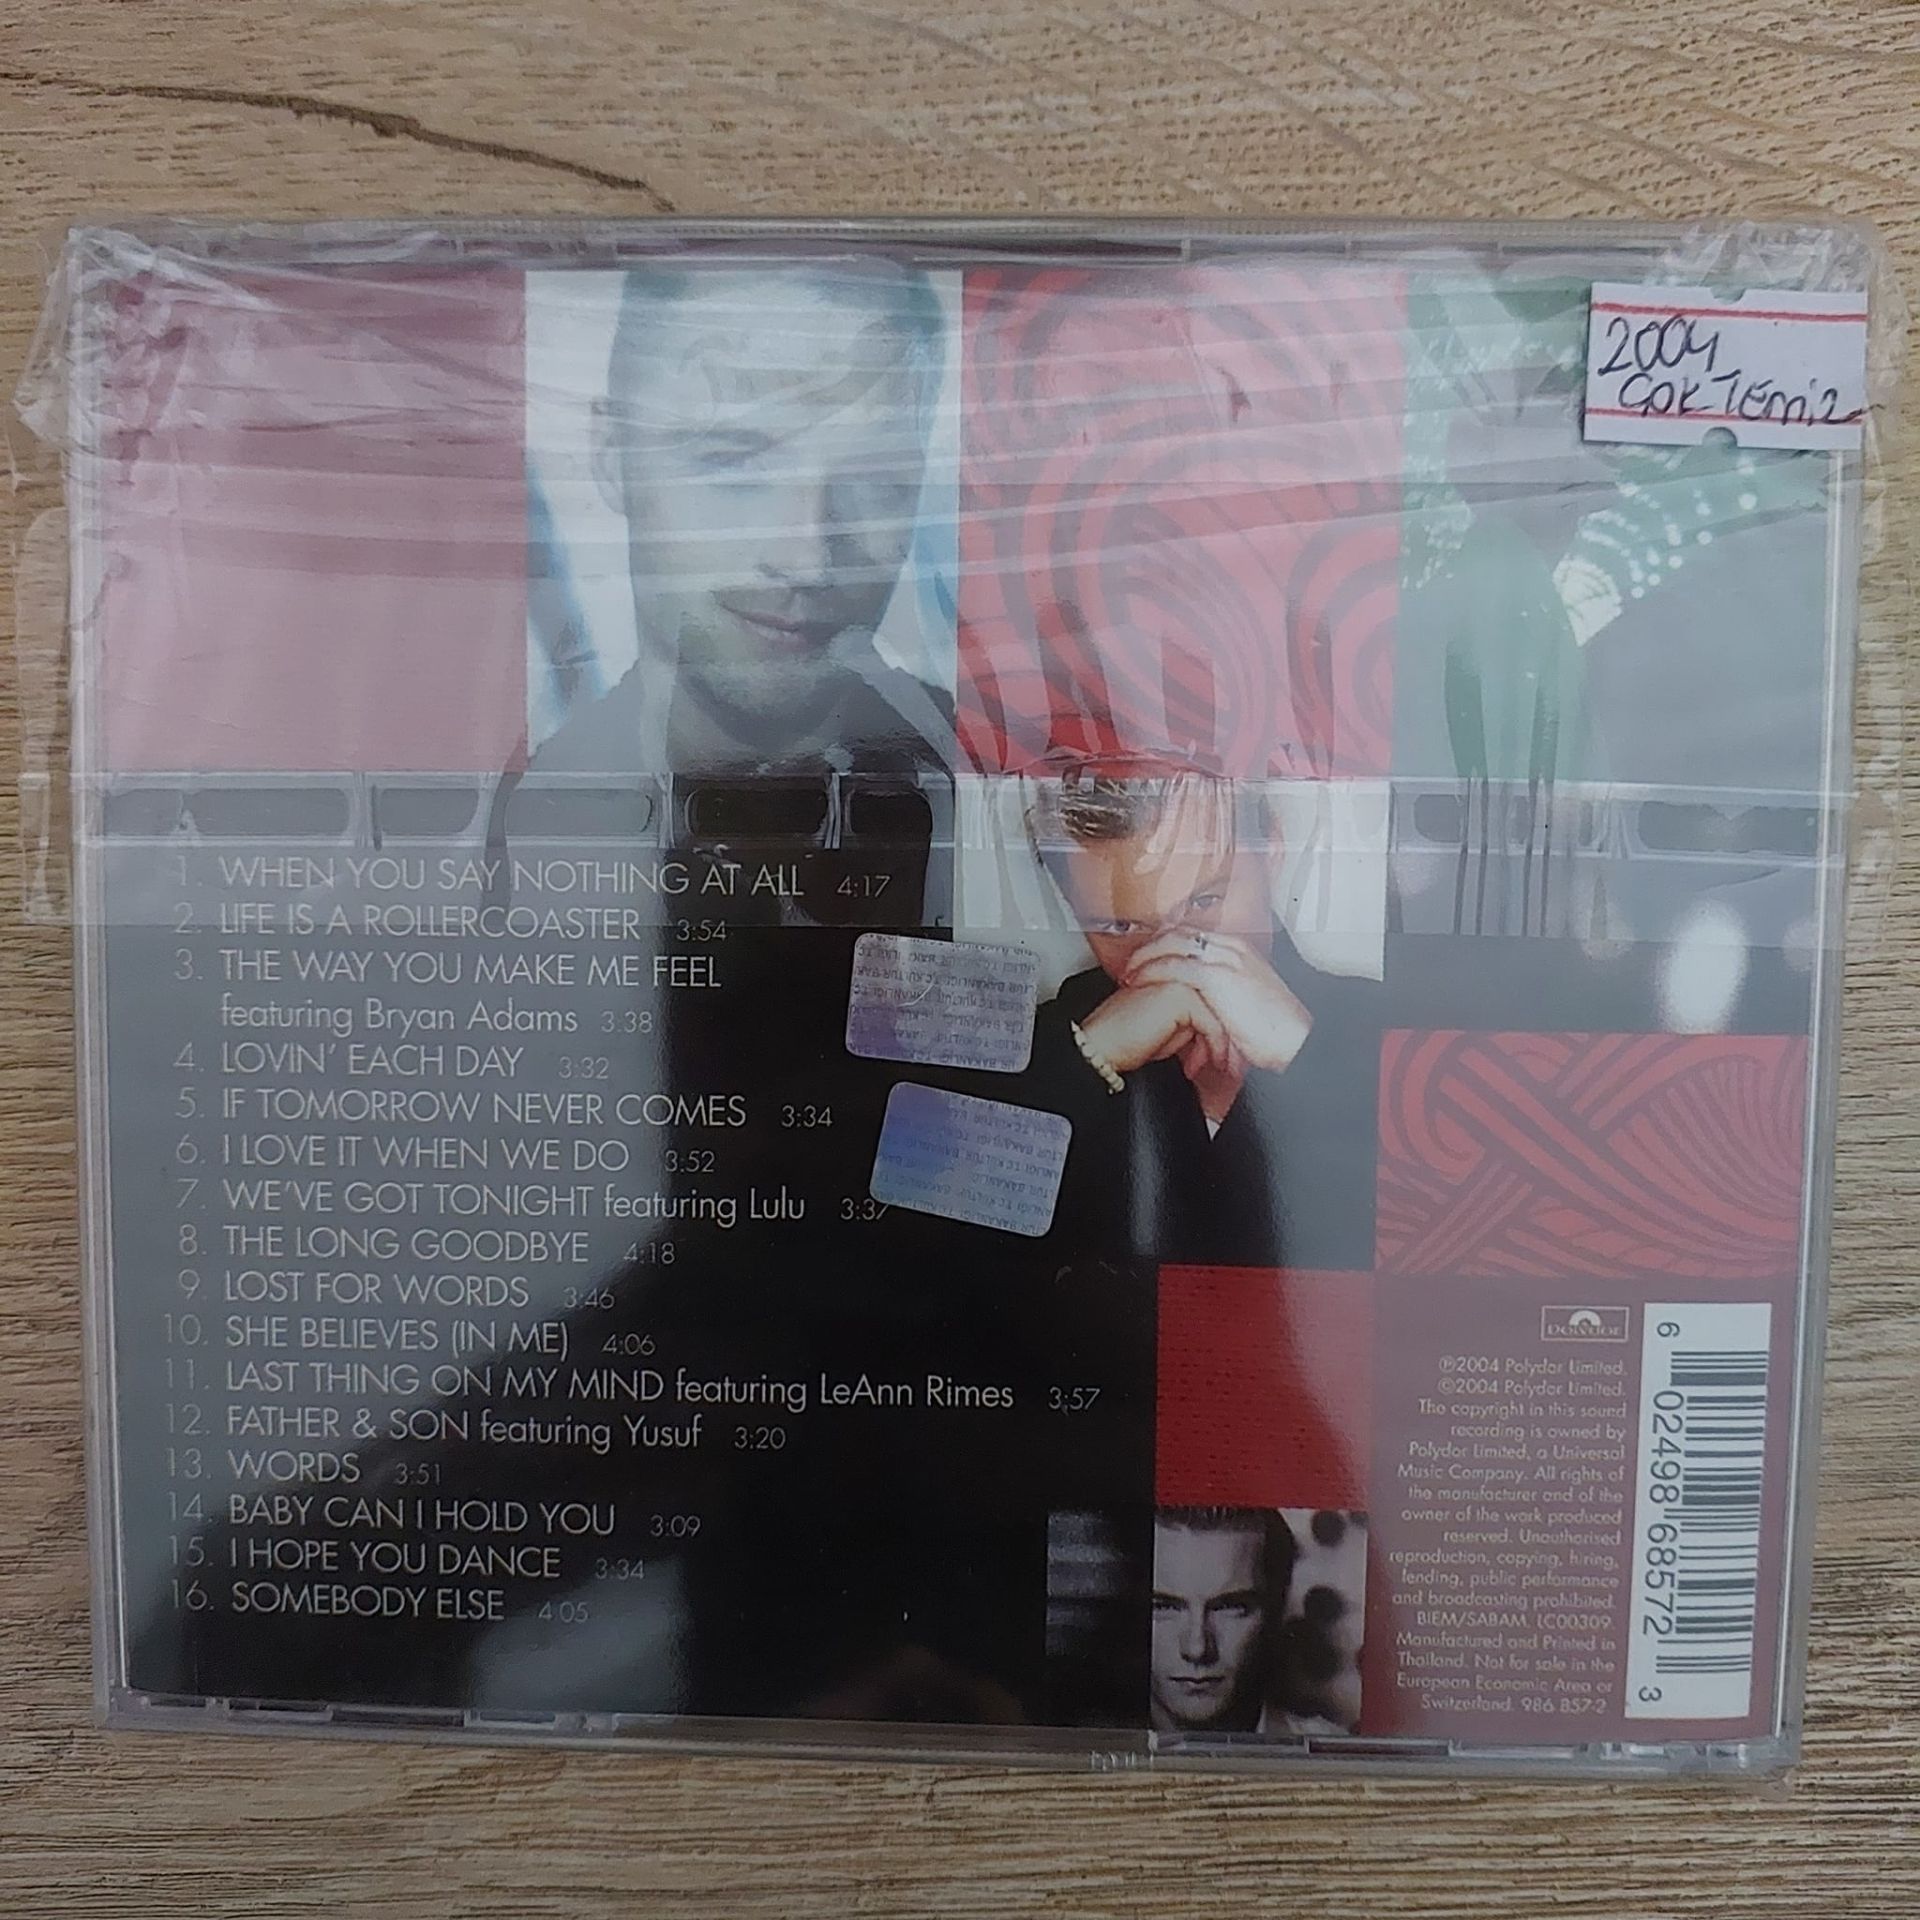 2004
Çok Temiz
1. WHEN YOU SAY NOTHING AT ALL 4:17
2. LIFE IS A ROLLERCOASTER 3:54
3. THE WAY YOU MAKE ME FEEL
featuring Bryan Adams 3:38
4. LOVIN' EACH DAY 3:32
5. IF TOMORROW NEVER COMES 3:34
6. I LOVE IT WHEN WE DO 3:52
7. WE'VE GOT TONIGHT featuring Lulu 3:37
8. THE LONG GOODBYE 4:18
9. LOST FOR WORDS 3:46
10. SHE BELIEVES (IN ME) 4:06
11. LAST THING ON MY MIND featuring LeAnn Rimes 3:57
12. FATHER & SON featuring Yusuf 3:20
13. WORDS 3:51
14. BABY CAN I HOLD YOU 3:09
15. I HOPE YOU DANCE 3:34
16. SOMEBODY ELSE 4:05
POLYDOR
℗2004 Polydor Limited.
©2004 Polydor Limited.
The copyright in this sound
recording is owned by
Polydor Limited, a Universal
Music Company. All rights of
the manufacturer and of the
owner of the work produced
reserved. Unauthorised
reproduction, copying, hiring,
lending, public performance
and broadcasting prohibited.
BIEM/SABAM. LC00309.
Manufactured and Printed in
Thailand. Not for sale in the
European Economic Area or
Switzerland. 986 857-2
6 02498 68572 3